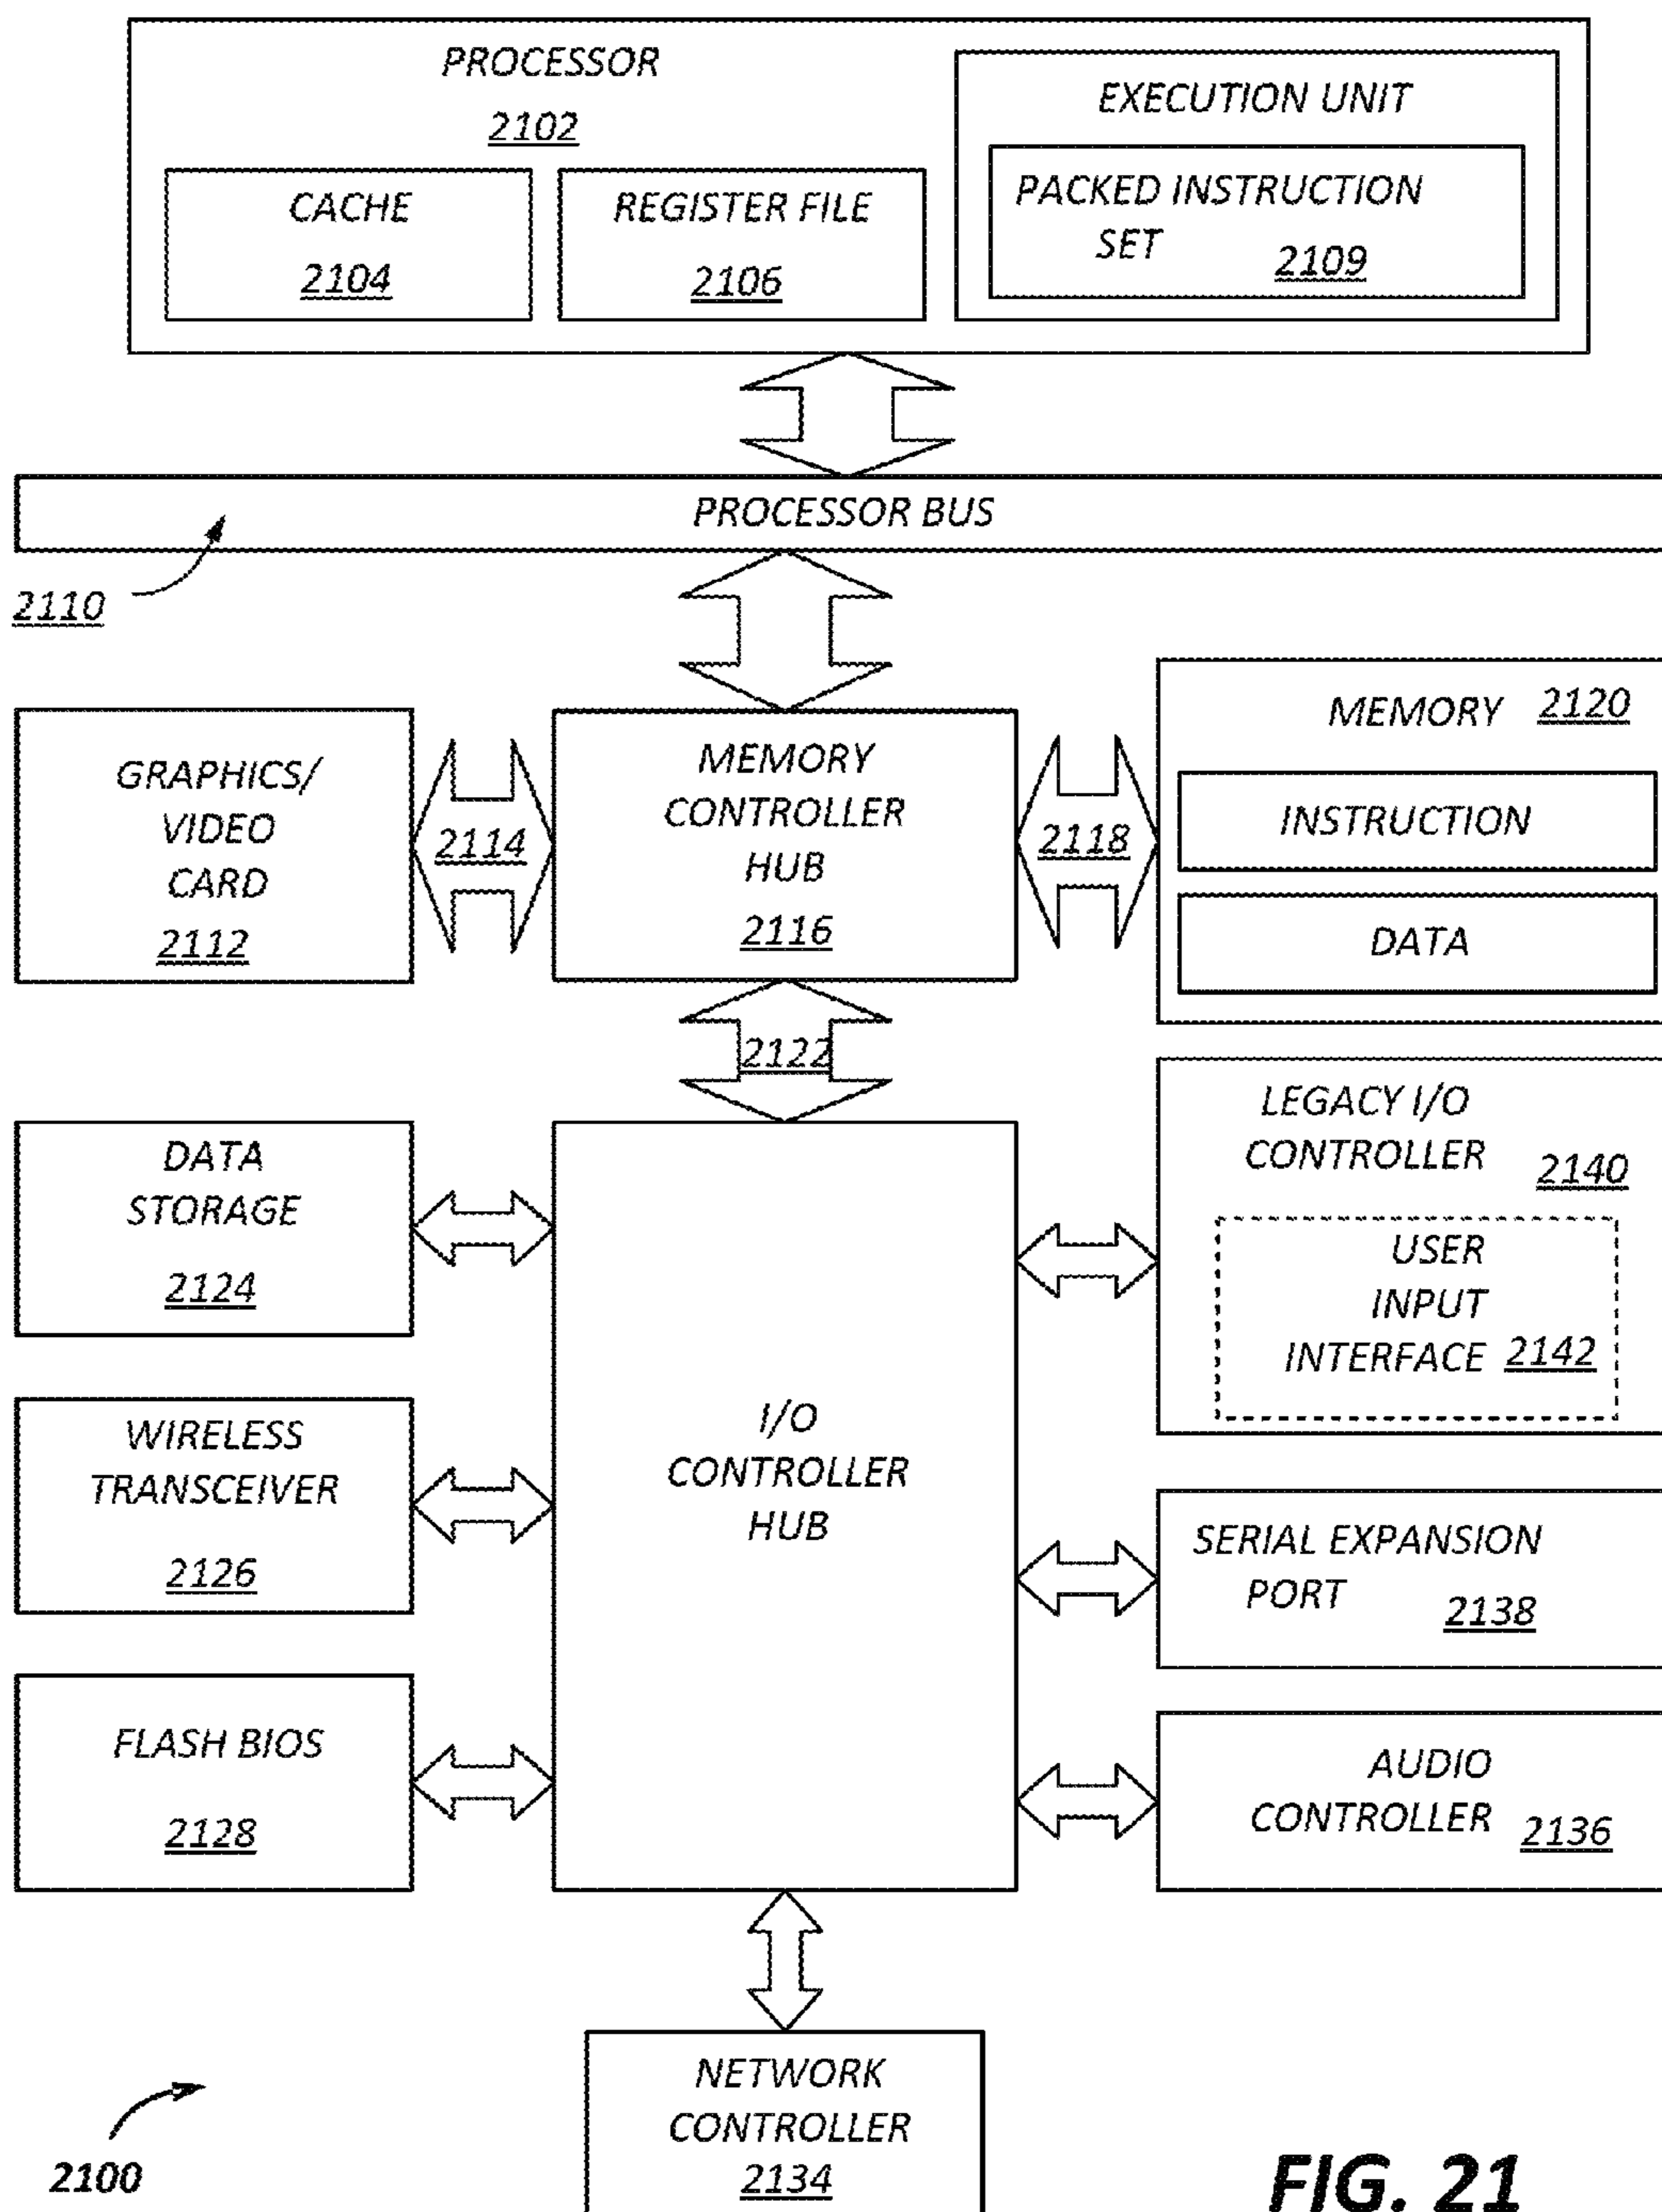 PROCESSOR
2102
CACHE
2104
REGISTER FILE
2106
EXECUTION UNIT
PACKED INSTRUCTION
SET 2109
PROCESSOR BUS
2110
GRAPHICS/
VIDEO
CARD
2112
2114
MEMORY
CONTROLLER
HUB
2116
2118
MEMORY 2120
INSTRUCTION
DATA
2122
DATA
STORAGE
2124
WIRELESS
TRANSCEIVER
2126
FLASH BIOS
2128
I/O
CONTROLLER
HUB
LEGACY I/O
CONTROLLER 2140
USER
INPUT
INTERFACE 2142
SERIAL EXPANSION
PORT 2138
AUDIO
CONTROLLER 2136
NETWORK
CONTROLLER
2134
2100
FIG. 21